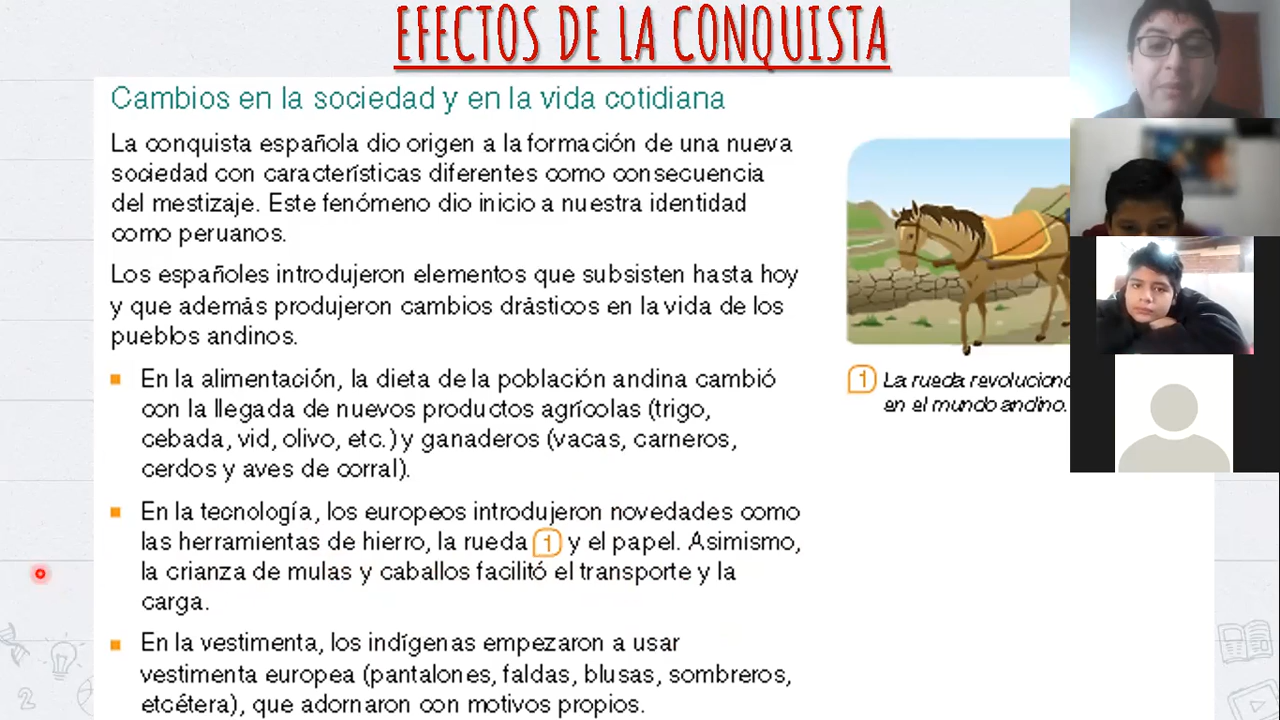 EFECTOS DE LA CONQUISTA
Cambios en la sociedad y en la vida cotidiana
La conquista española dio origen a la formación de una nueva
sociedad con características diferentes como consecuencia
del mestizaje. Este fenómeno dio inicio a nuestra identidad
como peruanos.
Los españoles introdujeron elementos que subsisten hasta hoy
y que además produjeron cambios drásticos en la vida de los
pueblos andinos.
En la alimentación, la dieta de la población andina cambió
con la llegada de nuevos productos agrícolas (trigo,
cebada, vid, olivo, etc.) y ganaderos (vacas, carneros,
cerdos y aves de corral).
En la tecnología, los europeos introdujeron novedades como
las herramientas de hierro, la rueda 1 y el papel. Asimismo,
la crianza de mulas y caballos facilitó el transporte y la
carga.
En la vestimenta, los indígenas empezaron a usar
vestimenta europea (pantalones, faldas, blusas, sombreros,
etcétera), que adornaron con motivos propios.
1 La rueda revolucionó
en el mundo andino.
2